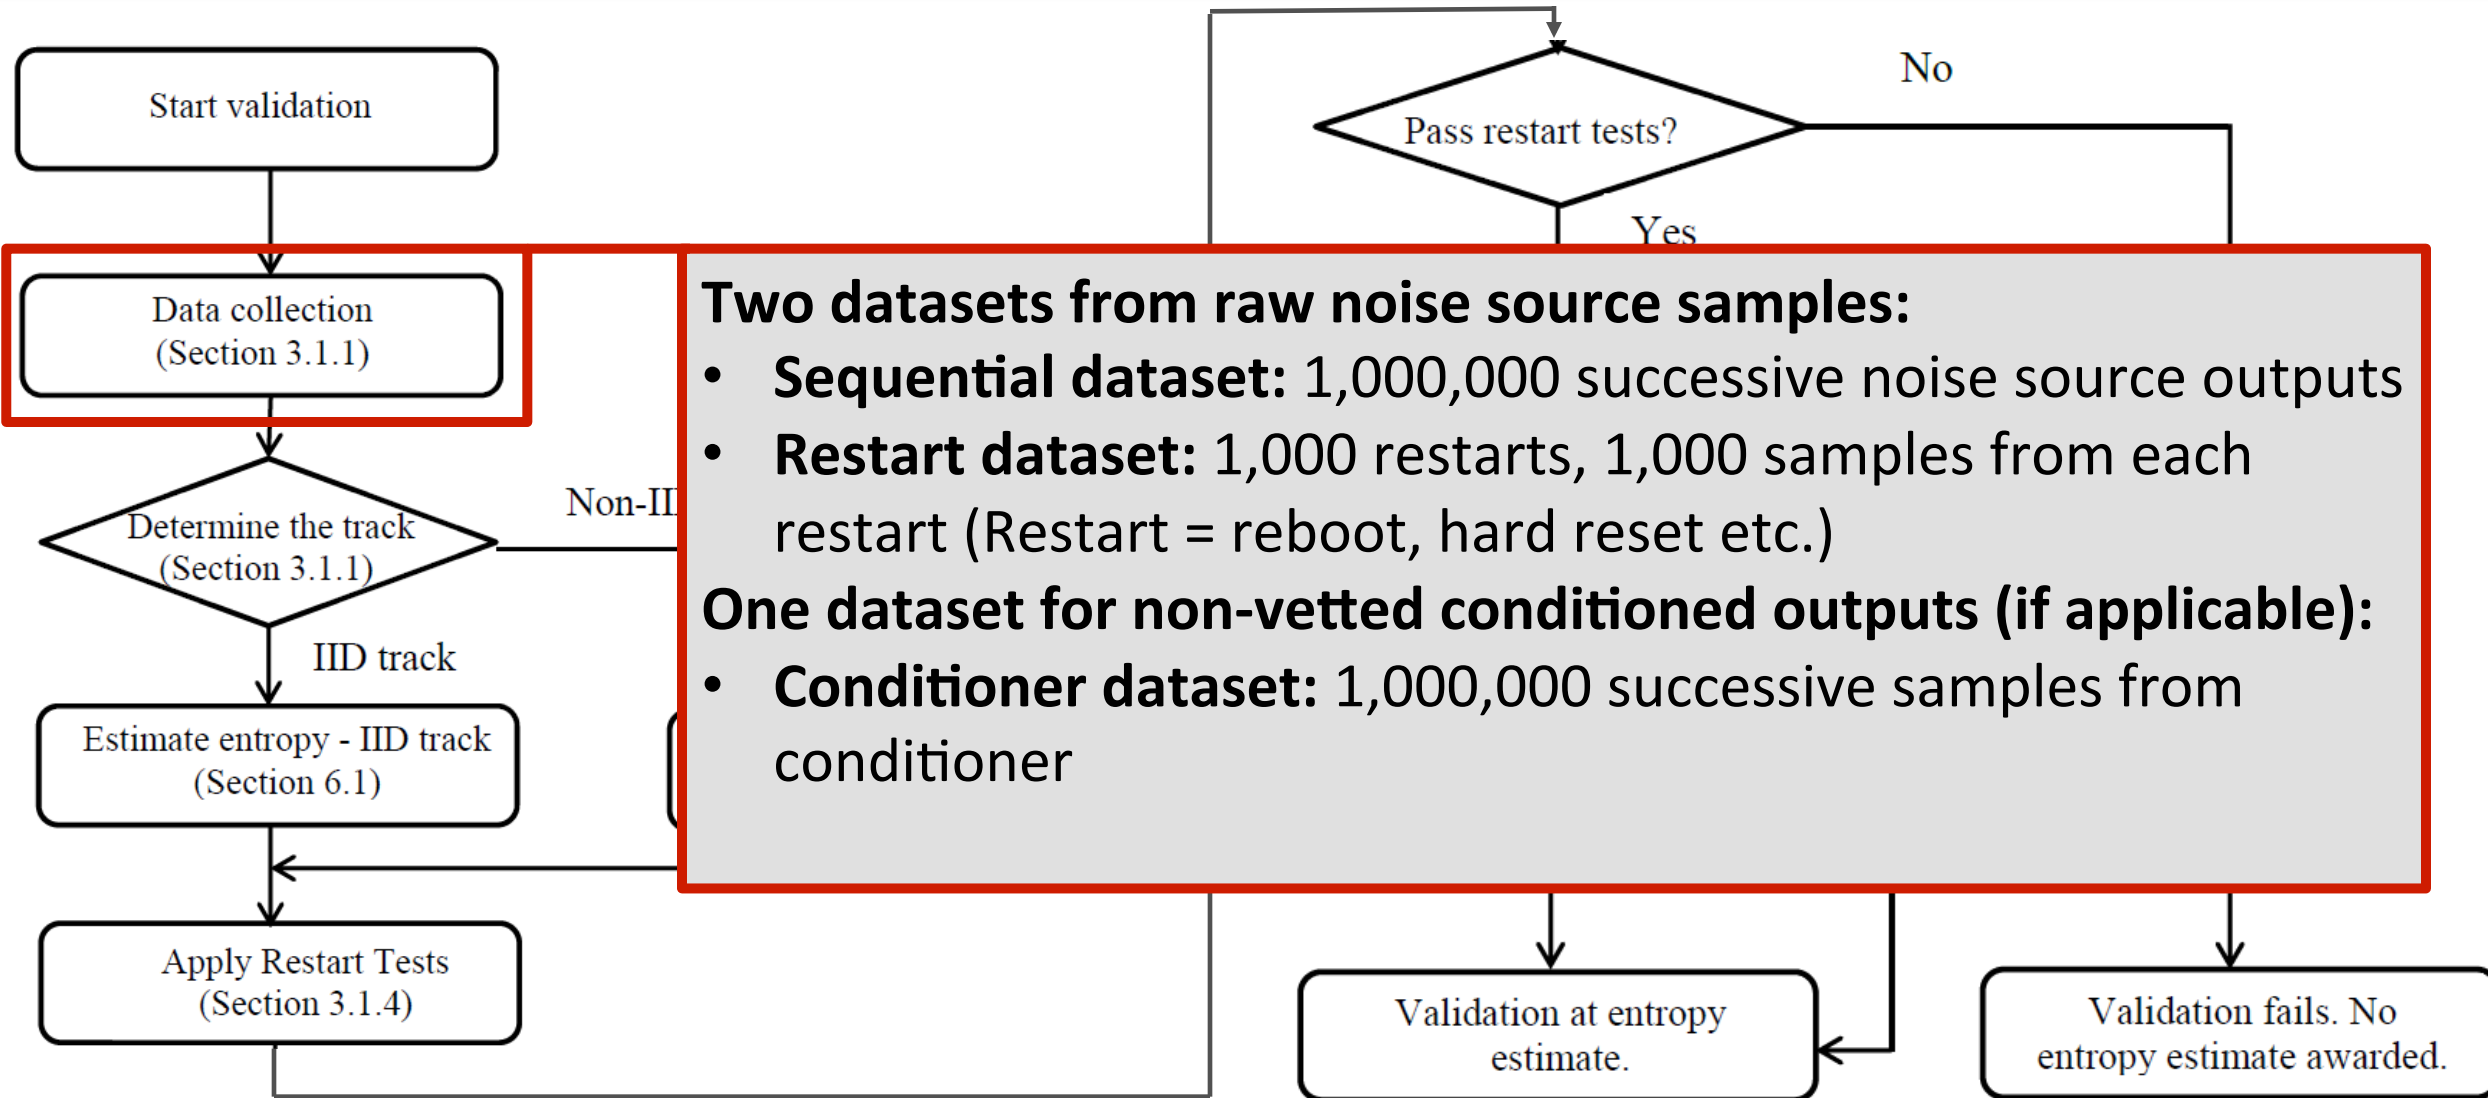 Start validation
Data collection
(Section 3.1.1)
Determine the track
(Section 3.1.1)
IID track
Estimate entropy - IID track
(Section 6.1)
Apply Restart Tests
(Section 3.1.4)
Pass restart tests?
No
Yes
Two datasets from raw noise source samples:
• Sequential dataset: 1,000,000 successive noise source outputs
• Restart dataset: 1,000 restarts, 1,000 samples from each
restart (Restart = reboot, hard reset etc.)
One dataset for non-vetted conditioned outputs (if applicable):
• Conditioner dataset: 1,000,000 successive samples from
conditioner
Validation at entropy
estimate.
Validation fails. No
entropy estimate awarded.